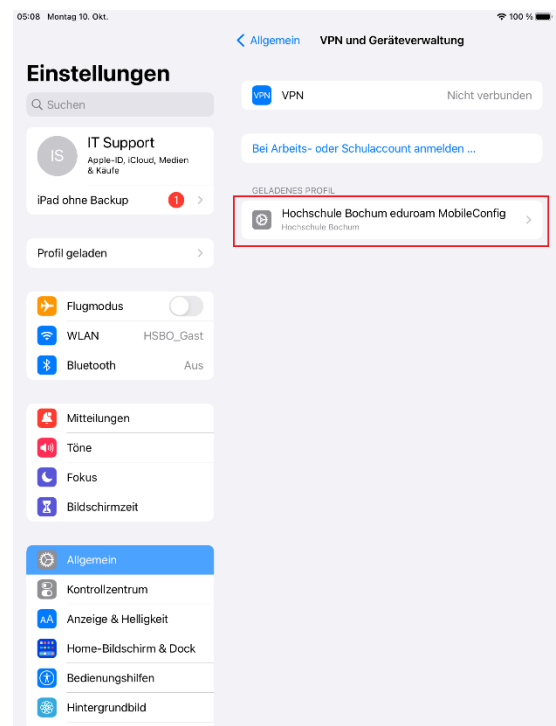 05:08 Montag 10. Okt.
100 %
Allgemein
VPN und Geräteverwaltung
Einstellungen
Suchen
IS
IT Support
Apple-ID, iCloud, Medien
& Käufe
iPad ohne Backup
1
Profil geladen
Flugmodus
WLAN
HSBO_Gast
Bluetooth
Aus
Mitteilungen
Töne
Fokus
Bildschirmzeit
Allgemein
Kontrollzentrum
AA
Anzeige & Helligkeit
Home-Bildschirm & Dock
Bedienungshilfen
Hintergrundbild
VPN
VPN
Nicht verbunden
Bei Arbeits- oder Schulaccount anmelden ...
GELADENES PROFIL
Hochschule Bochum eduroam MobileConfig
Hochschule Bochum